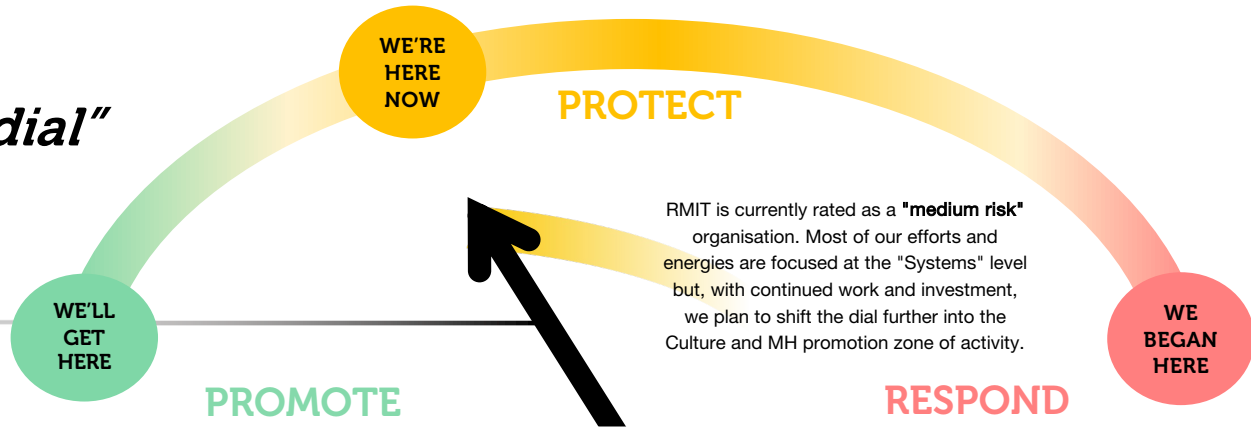 WE'RE
HERE
NOW
dial”
PROTECT
RMIT is currently rated as a "medium risk"
organisation. Most of our efforts and
energies are focused at the "Systems" level
but, with continued work and investment,
we plan to shift the dial further into the
Culture and MH promotion zone of activity.
WE'LL
GET
HERE
WE
BEGAN
HERE
PROMOTE
RESPOND